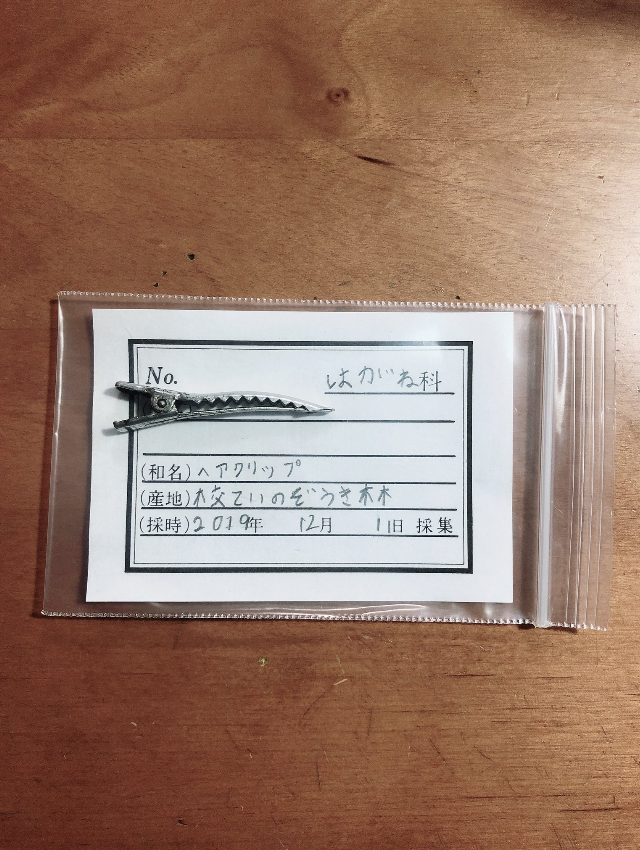 No.
はがね科
(和名)ヘアクリップ
(産地)校ていのぞうき林
(採時)2019年 12月 1日 採集